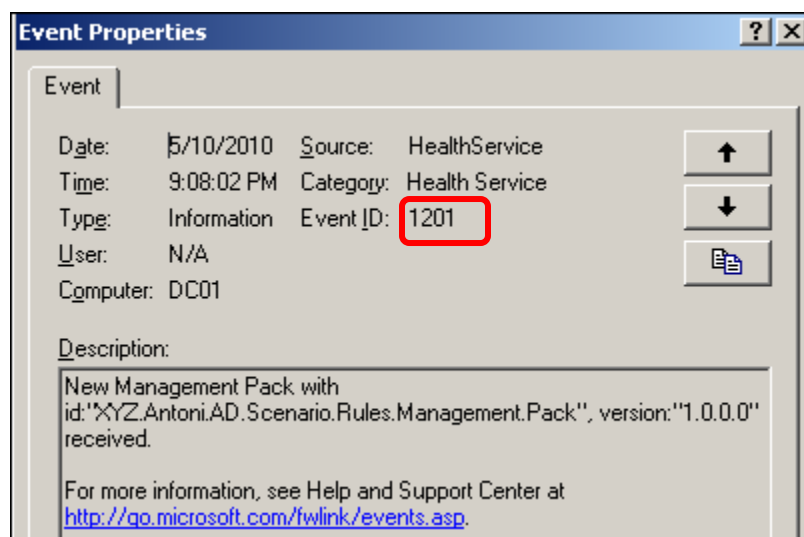 Event Properties
Event
Date: 5/10/2010 Source: HealthService
Time: 9:08:02 PM Category: Health Service
Type: Information Event ID: 1201
User: N/A
Computer: DC01
Description:
New Management Pack with
id:"XYZ.Antoni.AD.Scenario.Rules.Management.Pack", version:"1.0.0.0"
received.
For more information, see Help and Support Center at
http://go.microsoft.com/fwlink/events.asp.